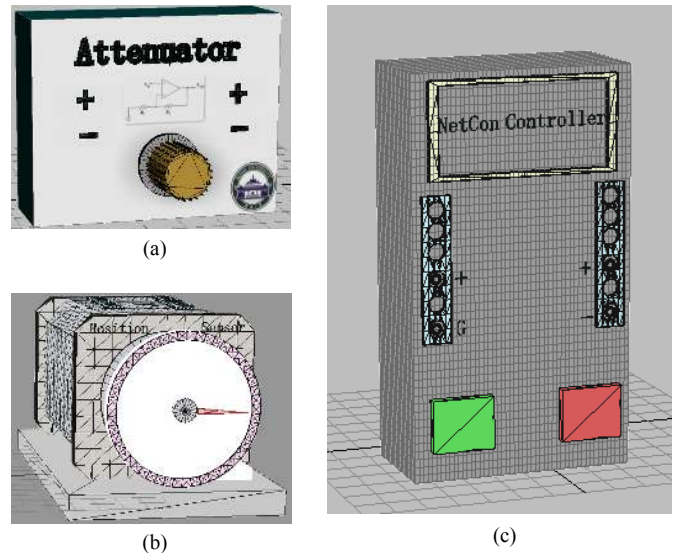 Attenuator
+ +
- -
(a)
Position Sensor
(b)
NetCon Controller
+ +
G -
(c)